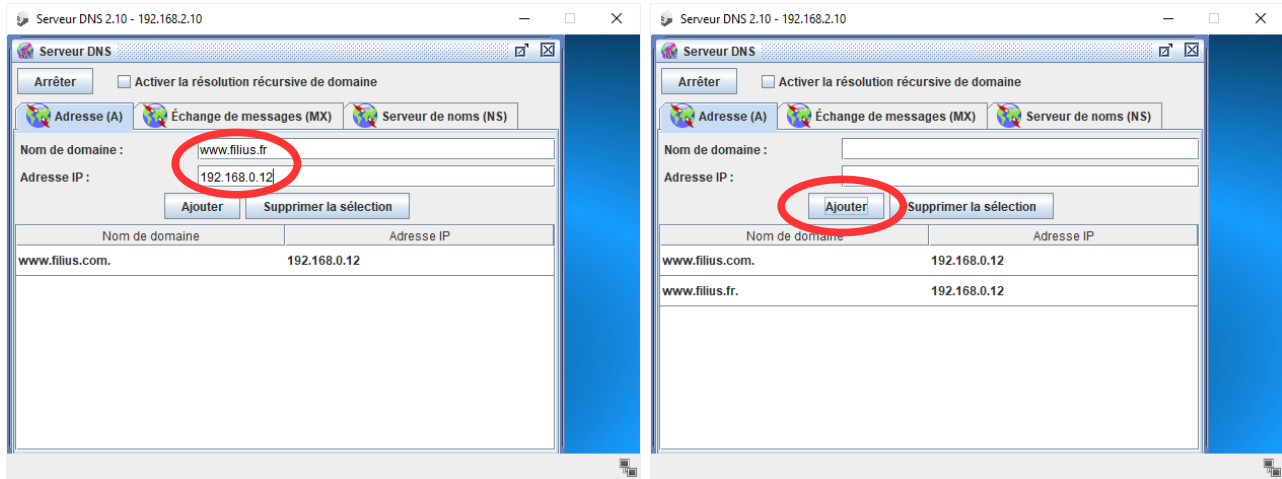 Serveur DNS 2.10 - 192.168.2.10
Serveur DNS
Arrêter Activer la résolution récursive de domaine
Adresse (A) Échange de messages (MX) Serveur de noms (NS)
Nom de domaine : www.filius.fr
Adresse IP : 192.168.0.12
Ajouter Supprimer la sélection
Nom de domaine Adresse IP
www.filius.com. 192.168.0.12
Serveur DNS 2.10 - 192.168.2.10
Serveur DNS
Arrêter Activer la résolution récursive de domaine
Adresse (A) Échange de messages (MX) Serveur de noms (NS)
Nom de domaine :
Adresse IP :
Ajouter Supprimer la sélection
Nom de domaine Adresse IP
www.filius.com. 192.168.0.12
www.filius.fr. 192.168.0.12